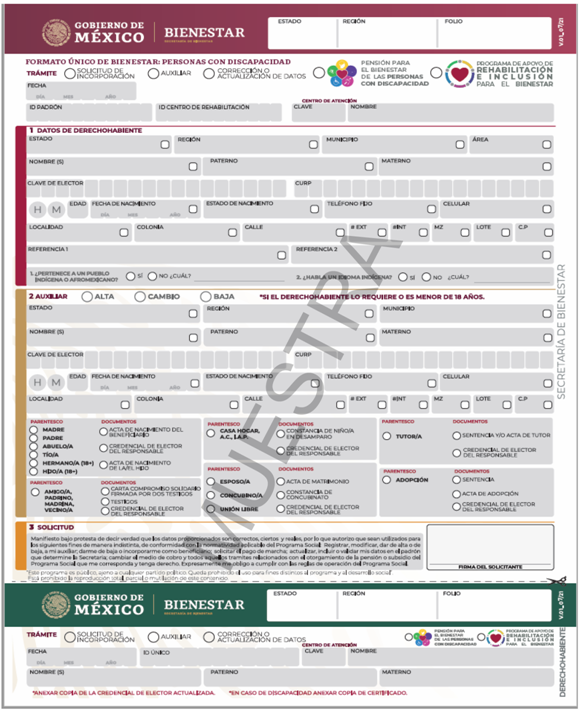 GOBIERNO DE MÉXICO
BIENESTAR
SECRETARÍA DE BIENESTAR
ESTADO REGIÓN FOLIO
V.01_07/21
FORMATO ÚNICO DE BIENESTAR: PERSONAS CON DISCAPACIDAD
TRÁMITE SOLICITUD DE INCORPORACIÓN AUXILIAR CORRECCIÓN O ACTUALIZACIÓN DE DATOS
PENSIÓN PARA EL BIENESTAR DE LAS PERSONAS CON DISCAPACIDAD
PROGRAMA DE APOYO DE REHABILITACIÓN E INCLUSIÓN PARA EL BIENESTAR
FECHA
DÍA MES AÑO
CENTRO DE ATENCIÓN
ID PADRÓN ID CENTRO DE REHABILITACIÓN CLAVE NOMBRE
1 DATOS DE DERECHOHABIENTE
ESTADO REGIÓN MUNICIPIO ÁREA
NOMBRE (S) PATERNO MATERNO
CLAVE DE ELECTOR CURP
H M EDAD FECHA DE NACIMIENTO ESTADO DE NACIMIENTO TELÉFONO FIJO CELULAR
DÍA MES AÑO
LOCALIDAD COLONIA CALLE # EXT #INT MZ LOTE C.P
REFERENCIA 1 REFERENCIA 2
1. ¿PERTENECE A UN PUEBLO INDÍGENA O AFROMEXICANO? SÍ NO ¿CUÁL?
2. ¿HABLA UN IDIOMA INDÍGENA? SÍ NO ¿CUÁL?
2 AUXILIAR ALTA CAMBIO BAJA *SI EL DERECHOHABIENTE LO REQUIERE O ES MENOR DE 18 AÑOS.
ESTADO REGIÓN MUNICIPIO
NOMBRE (S) PATERNO MATERNO
CLAVE DE ELECTOR CURP
H M EDAD FECHA DE NACIMIENTO ESTADO DE NACIMIENTO TELÉFONO FIJO CELULAR
DÍA MES AÑO
LOCALIDAD COLONIA CALLE # EXT #INT MZ LOTE C.P
PARENTESCO DOCUMENTOS
MADRE
PADRE
ABUELO/A
TÍO/A
HERMANO/A (18+)
HIJO/A (18+)
ACTA DE NACIMIENTO DEL BENEFICIARIO
CREDENCIAL DE ELECTOR DEL RESPONSABLE
ACTA DE NACIMIENTO DE LA/EL HIJO
PARENTESCO DOCUMENTOS
CASA HOGAR, A.C., I.A.P.
CONSTANCIA DE NIÑO/A EN DESAMPARO
CREDENCIAL DE ELECTOR DEL RESPONSABLE
PARENTESCO DOCUMENTOS
TUTOR/A
SENTENCIA Y/O ACTA DE TUTOR
CREDENCIAL DE ELECTOR DEL RESPONSABLE
PARENTESCO DOCUMENTOS
AMIGO/A, PADRINO, MADRINA, VECINO/A
CARTA COMPROMISO SOLIDARIO FIRMADA POR DOS TESTIGOS
TESTIGOS
CREDENCIAL DE ELECTOR DEL RESPONSABLE
PARENTESCO DOCUMENTOS
ESPOSO/A
CONCUBINO/A
UNIÓN LIBRE
ACTA DE MATRIMONIO
CONSTANCIA DE CONCUBINATO
CREDENCIAL DE ELECTOR DEL RESPONSABLE
PARENTESCO DOCUMENTOS
ADOPCIÓN
SENTENCIA
ACTA DE ADOPCIÓN
CREDENCIAL DE ELECTOR DEL RESPONSABLE
SECRETARÍA DE BIENESTAR
MUESTRA
3 SOLICITUD
Manifiesto bajo protesta de decir verdad que los datos proporcionados son correctos, ciertos y reales, por lo que autorizo que sean utilizados para
los siguientes fines de manera indistinta, de conformidad con la normatividad aplicable del Programa Social: Registrar, modificar, dar de alta o
de baja, a mi auxiliar; darme de baja o incorporarme como beneficiario; solicitar el pago de marcha; actualizar, incluir o validar mis datos en el padrón
que determine la Secretaría; cambiar el medio de cobro y todos aquellos trámites relacionados con el otorgamiento de la pensión o subsidio del
Programa Social que me corresponda y tenga derecho. Expresamente me obligo a cumplir con las reglas de operación del Programa Social.
Este programa es público, ajeno a cualquier partido político. Queda prohibido el uso para fines distintos al programa y al desarrollo social.
Está prohibida la reproducción total, parcial o mutilación de este consentimiento.
FIRMA DEL SOLICITANTE
GOBIERNO DE MÉXICO
BIENESTAR
SECRETARÍA DE BIENESTAR
ESTADO REGIÓN FOLIO
V.01_07/21
TRÁMITE SOLICITUD DE INCORPORACIÓN AUXILIAR CORRECCIÓN O ACTUALIZACIÓN DE DATOS
PENSIÓN PARA EL BIENESTAR DE LAS PERSONAS CON DISCAPACIDAD
PROGRAMA DE APOYO DE REHABILITACIÓN E INCLUSIÓN PARA EL BIENESTAR
CENTRO DE ATENCIÓN
FECHA ID ÚNICO CLAVE NOMBRE
DÍA MES AÑO
NOMBRE (S) PATERNO MATERNO
*ANEXAR COPIA DE LA CREDENCIAL DE ELECTOR ACTUALIZADA. *EN CASO DE DISCAPACIDAD ANEXAR COPIA DE CERTIFICADO.
DERECHOHABIENTE